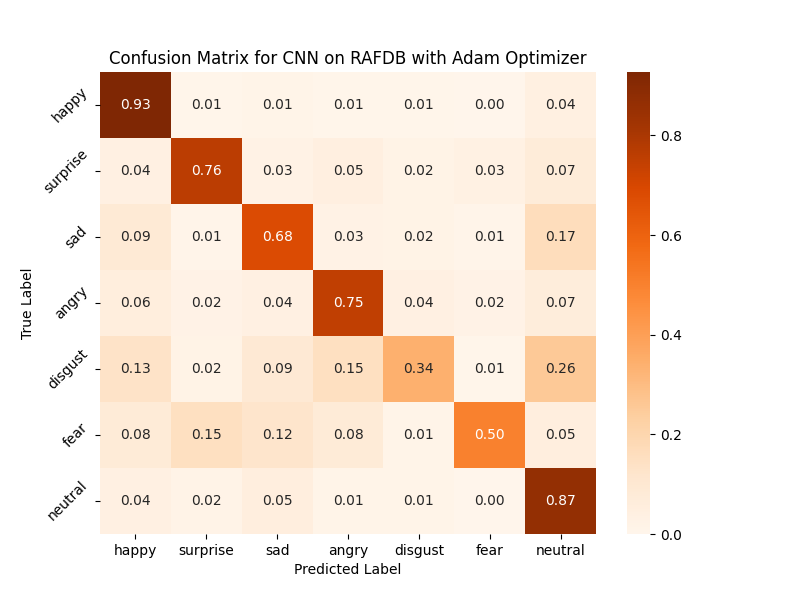 Confusion Matrix for CNN on RAFDB with Adam Optimizer
True Label
happy 0.93 0.01 0.01 0.01 0.01 0.00 0.04
surprise 0.04 0.76 0.03 0.05 0.02 0.03 0.07
sad 0.09 0.01 0.68 0.03 0.02 0.01 0.17
angry 0.06 0.02 0.04 0.75 0.04 0.02 0.07
disgust 0.13 0.02 0.09 0.15 0.34 0.01 0.26
fear 0.08 0.15 0.12 0.08 0.01 0.50 0.05
neutral 0.04 0.02 0.05 0.01 0.01 0.00 0.87
happy surprise sad angry disgust fear neutral
Predicted Label
0.8
0.6
0.4
0.2
0.0